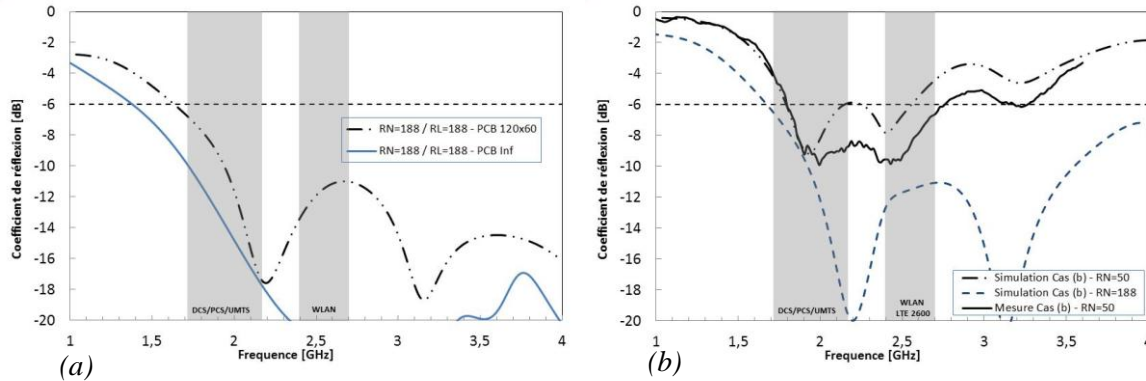 0
-2
-4
-6
-8
-10
-12
-14
-16
-18
-20
Coefficient de réflexion [dB]
RN=188 / RL=188 - PCB 120x60
RN=188 / RL=188 - PCB Inf
DCS/PCS/UMTS
WLAN
1
1,5
2
2,5
3
3,5
4
Frequence [GHz]
(a)
0
-2
-4
-6
-8
-10
-12
-14
-16
-18
-20
Coefficient de réflexion [dB]
Simulation Cas (b) - RN=50
Simulation Cas (b) - RN=188
Mesure Cas (b) - RN=50
DCS/PCS/UMTS
WLAN
LTE 2600
1
1,5
2
2,5
3
3,5
4
Frequence [GHz]
(b)